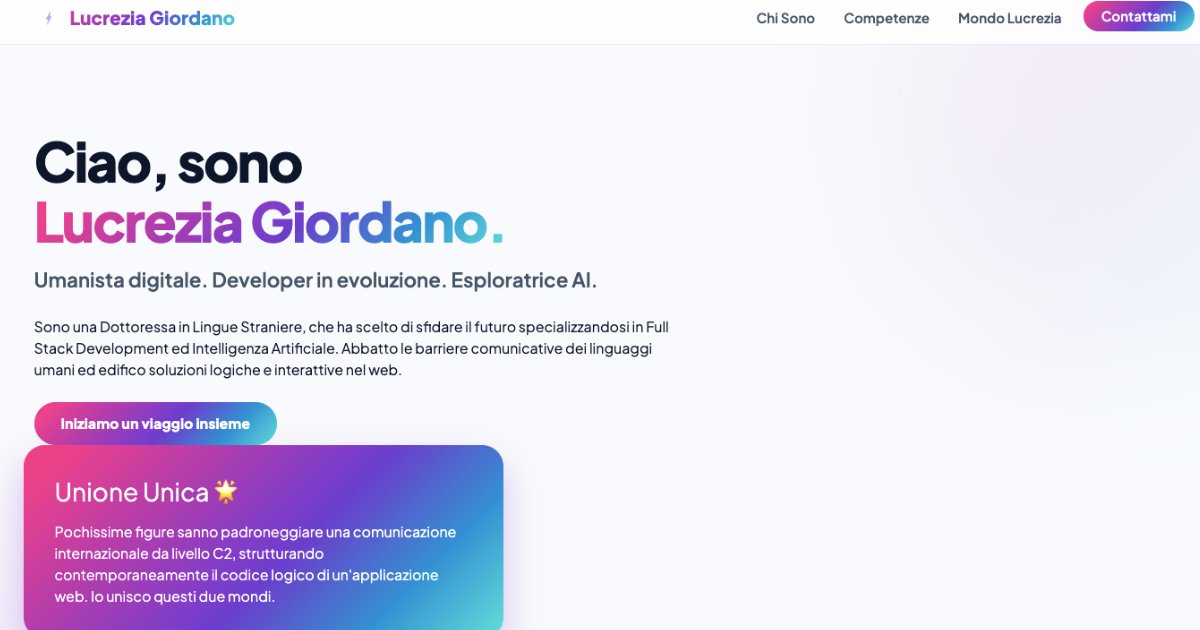 Lucrezia Giordano
Chi Sono
Competenze
Mondo Lucrezia
Contattami
Ciao, sono
Lucrezia Giordano.
Umanista digitale. Developer in evoluzione. Esploratrice AI.
Sono una Dottoressa in Lingue Straniere, che ha scelto di sfidare il futuro specializzandosi in Full
Stack Development ed Intelligenza Artificiale. Abbatto le barriere comunicative dei linguaggi
umani ed edifico soluzioni logiche e interattive nel web.
Iniziamo un viaggio insieme
Unione Unica 🌟
Pochissime figure sanno padroneggiare una comunicazione
internazionale da livello C2, strutturando
contemporaneamente il codice logico di un'applicazione
web. Io unisco questi due mondi.